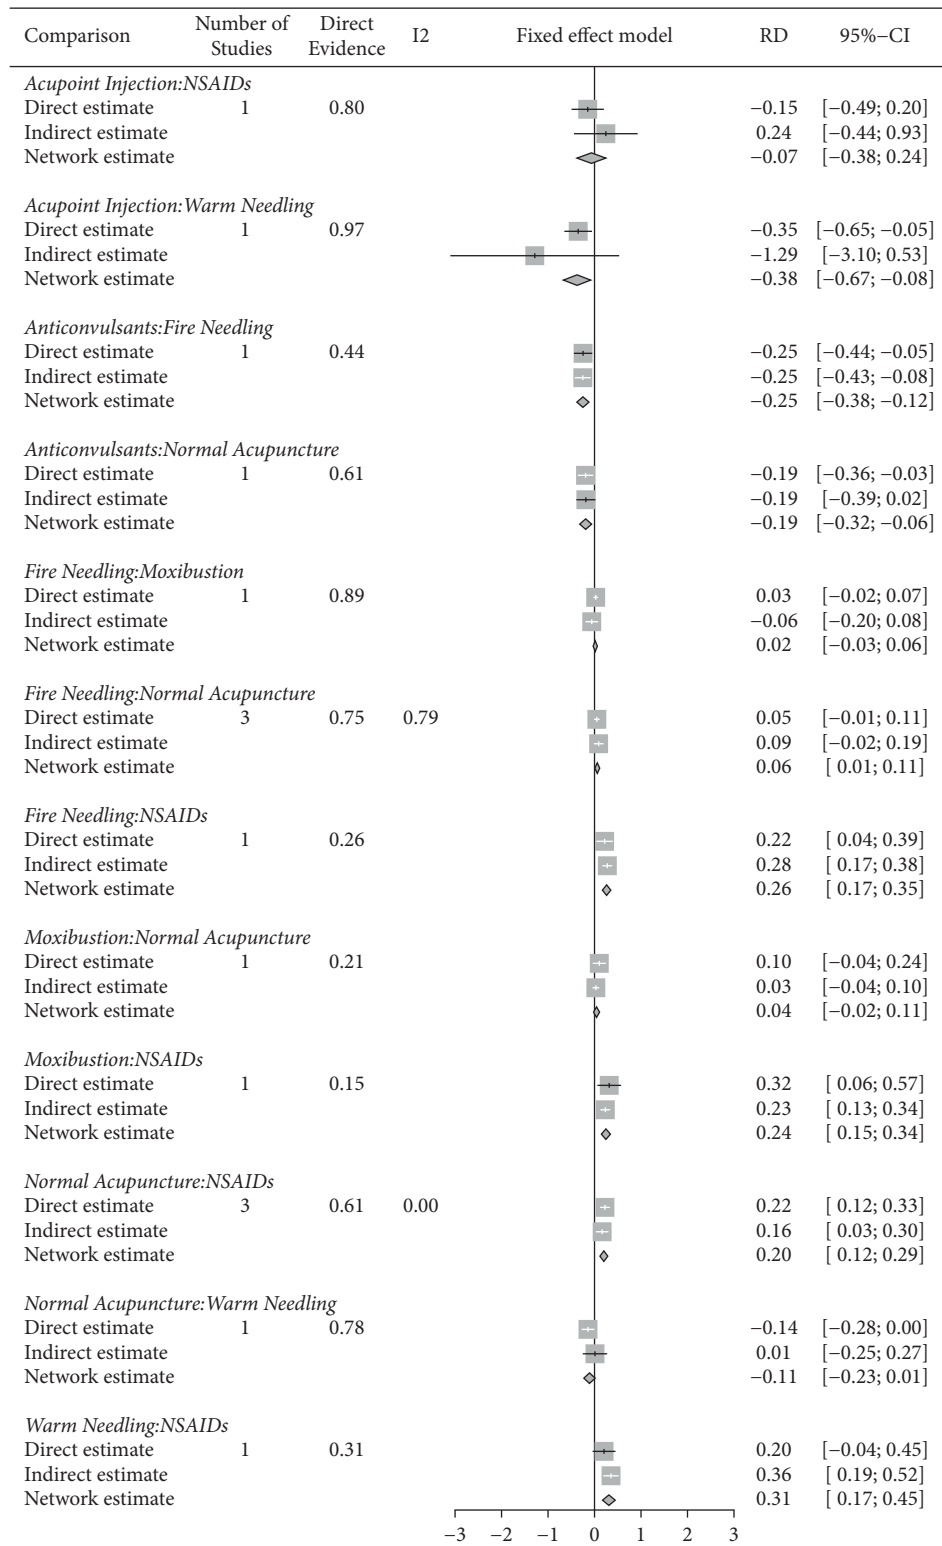 Comparison Number of Studies Direct Evidence I2 Fixed effect model RD 95%−CI
Acupoint Injection:NSAIDs
Direct estimate 1 0.80 −0.15 [−0.49; 0.20]
Indirect estimate 0.24 [−0.44; 0.93]
Network estimate −0.07 [−0.38; 0.24]
Acupoint Injection:Warm Needling
Direct estimate 1 0.97 −0.35 [−0.65; −0.05]
Indirect estimate −1.29 [−3.10; 0.53]
Network estimate −0.38 [−0.67; −0.08]
Anticonvulsants:Fire Needling
Direct estimate 1 0.44 −0.25 [−0.44; −0.05]
Indirect estimate −0.25 [−0.43; −0.08]
Network estimate −0.25 [−0.38; −0.12]
Anticonvulsants:Normal Acupuncture
Direct estimate 1 0.61 −0.19 [−0.36; −0.03]
Indirect estimate −0.19 [−0.39; 0.02]
Network estimate −0.19 [−0.32; −0.06]
Fire Needling:Moxibustion
Direct estimate 1 0.89 0.03 [−0.02; 0.07]
Indirect estimate −0.06 [−0.20; 0.08]
Network estimate 0.02 [−0.03; 0.06]
Fire Needling:Normal Acupuncture
Direct estimate 3 0.75 0.79 0.05 [−0.01; 0.11]
Indirect estimate 0.09 [−0.02; 0.19]
Network estimate 0.06 [ 0.01; 0.11]
Fire Needling:NSAIDs
Direct estimate 1 0.26 0.22 [ 0.04; 0.39]
Indirect estimate 0.28 [ 0.17; 0.38]
Network estimate 0.26 [ 0.17; 0.35]
Moxibustion:Normal Acupuncture
Direct estimate 1 0.21 0.10 [−0.04; 0.24]
Indirect estimate 0.03 [−0.04; 0.10]
Network estimate 0.04 [−0.02; 0.11]
Moxibustion:NSAIDs
Direct estimate 1 0.15 0.32 [ 0.06; 0.57]
Indirect estimate 0.23 [ 0.13; 0.34]
Network estimate 0.24 [ 0.15; 0.34]
Normal Acupuncture:NSAIDs
Direct estimate 3 0.61 0.00 0.22 [ 0.12; 0.33]
Indirect estimate 0.16 [ 0.03; 0.30]
Network estimate 0.20 [ 0.12; 0.29]
Normal Acupuncture:Warm Needling
Direct estimate 1 0.78 −0.14 [−0.28; 0.00]
Indirect estimate 0.01 [−0.25; 0.27]
Network estimate −0.11 [−0.23; 0.01]
Warm Needling:NSAIDs
Direct estimate 1 0.31 0.20 [−0.04; 0.45]
Indirect estimate 0.36 [ 0.19; 0.52]
Network estimate 0.31 [ 0.17; 0.45]
−3 −2 −1 0 1 2 3